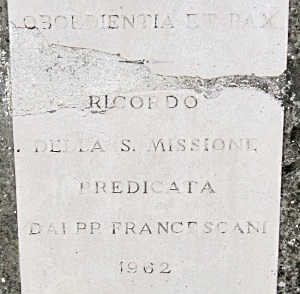 OBOEDIENTIA ET PAX
RICORDO
DELLA S. MISSIONE
PREDICATA
DAI PP. FRANCESCANI
1962